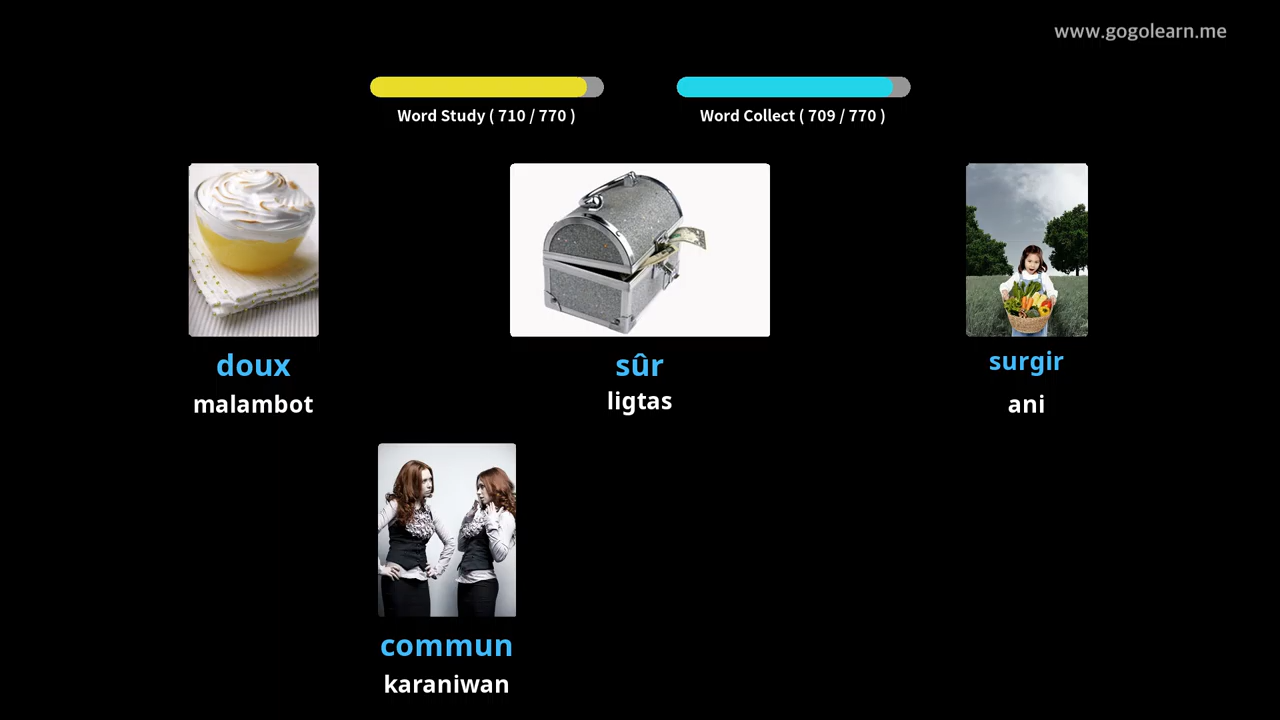 www.gogolearn.me
Word Study ( 710 / 770 )
Word Collect ( 709 / 770 )
doux
malambot
sûr
ligtas
surgir
ani
commun
karaniwan